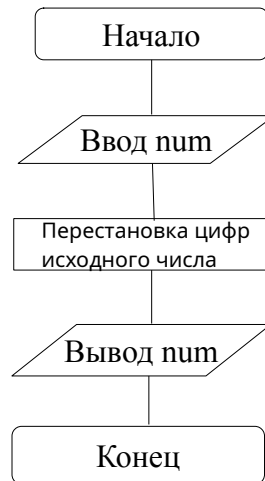 Начало
Ввод num
Перестановка цифр
исходного числа
Вывод num
Конец